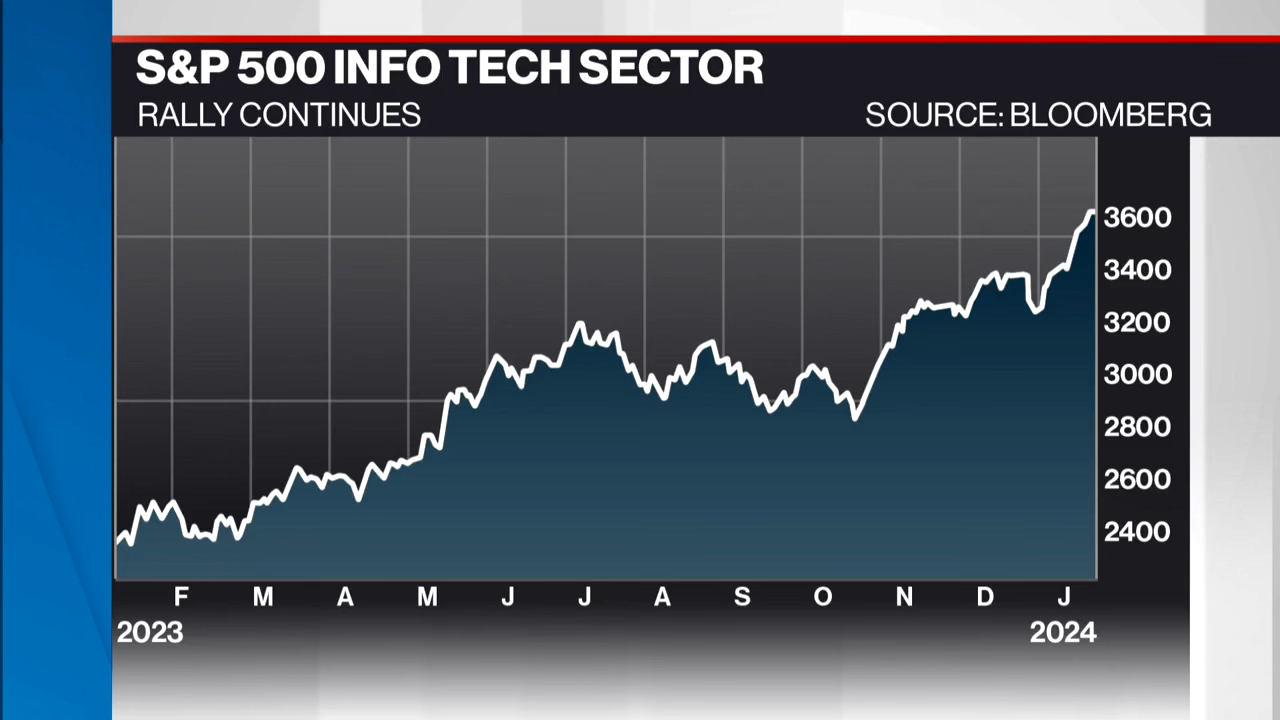 S&P 500 INFO TECH SECTOR
RALLY CONTINUES
SOURCE: BLOOMBERG
3600
3400
3200
3000
2800
2600
2400
F M A M J J A S O N D J
2023 2024